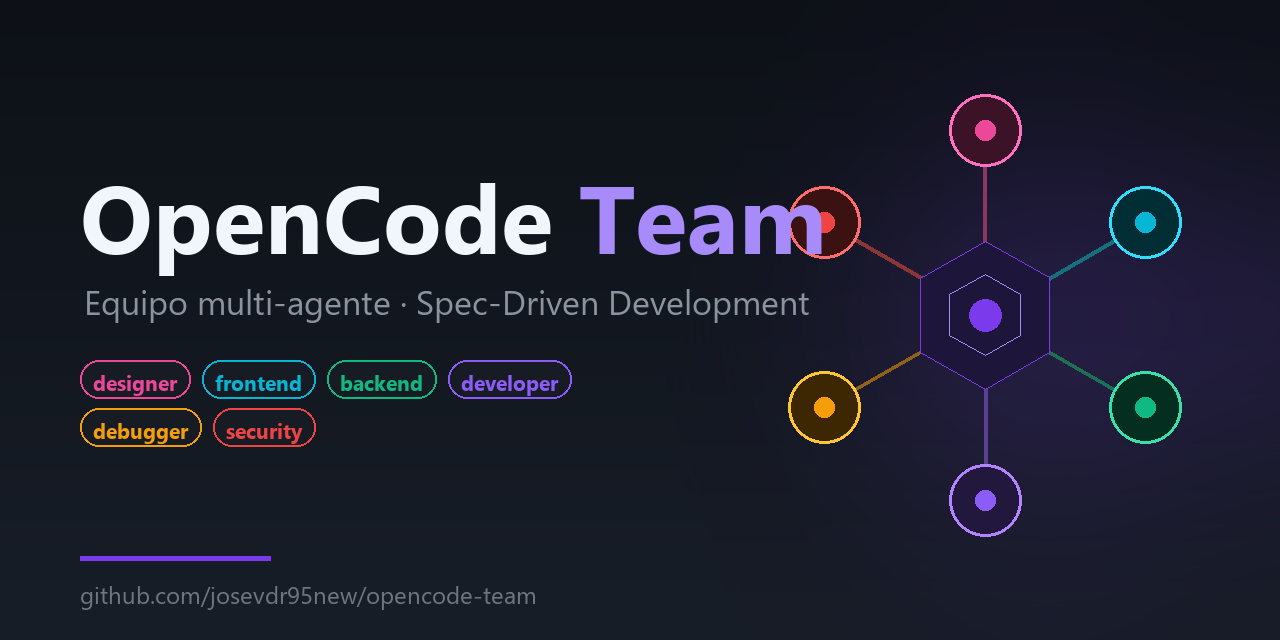 OpenCode Team
Equipo multi-agente · Spec-Driven Development
designer frontend backend developer
debugger security
github.com/josevdr95new/opencode-team